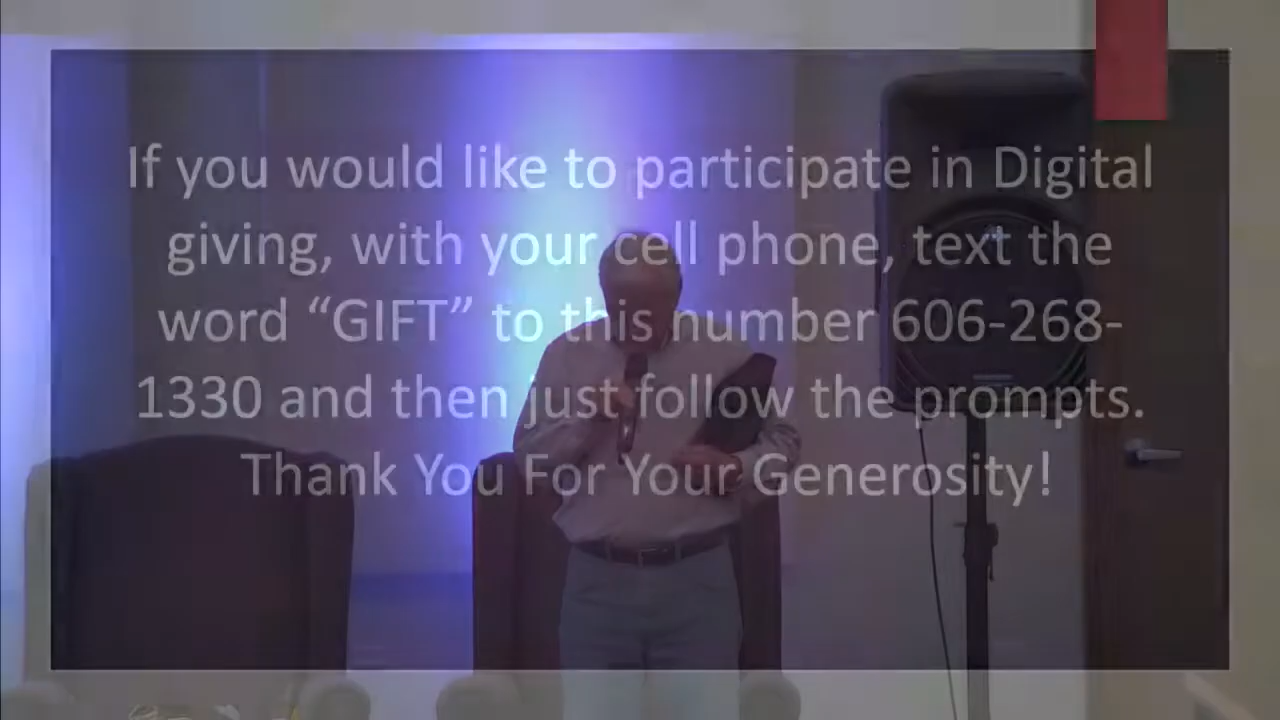 If you would like to participate in Digital
giving, with your cell phone, text the
word “GIFT” to this number 606-268-
1330 and then just follow the prompts.
Thank You For Your Generosity!